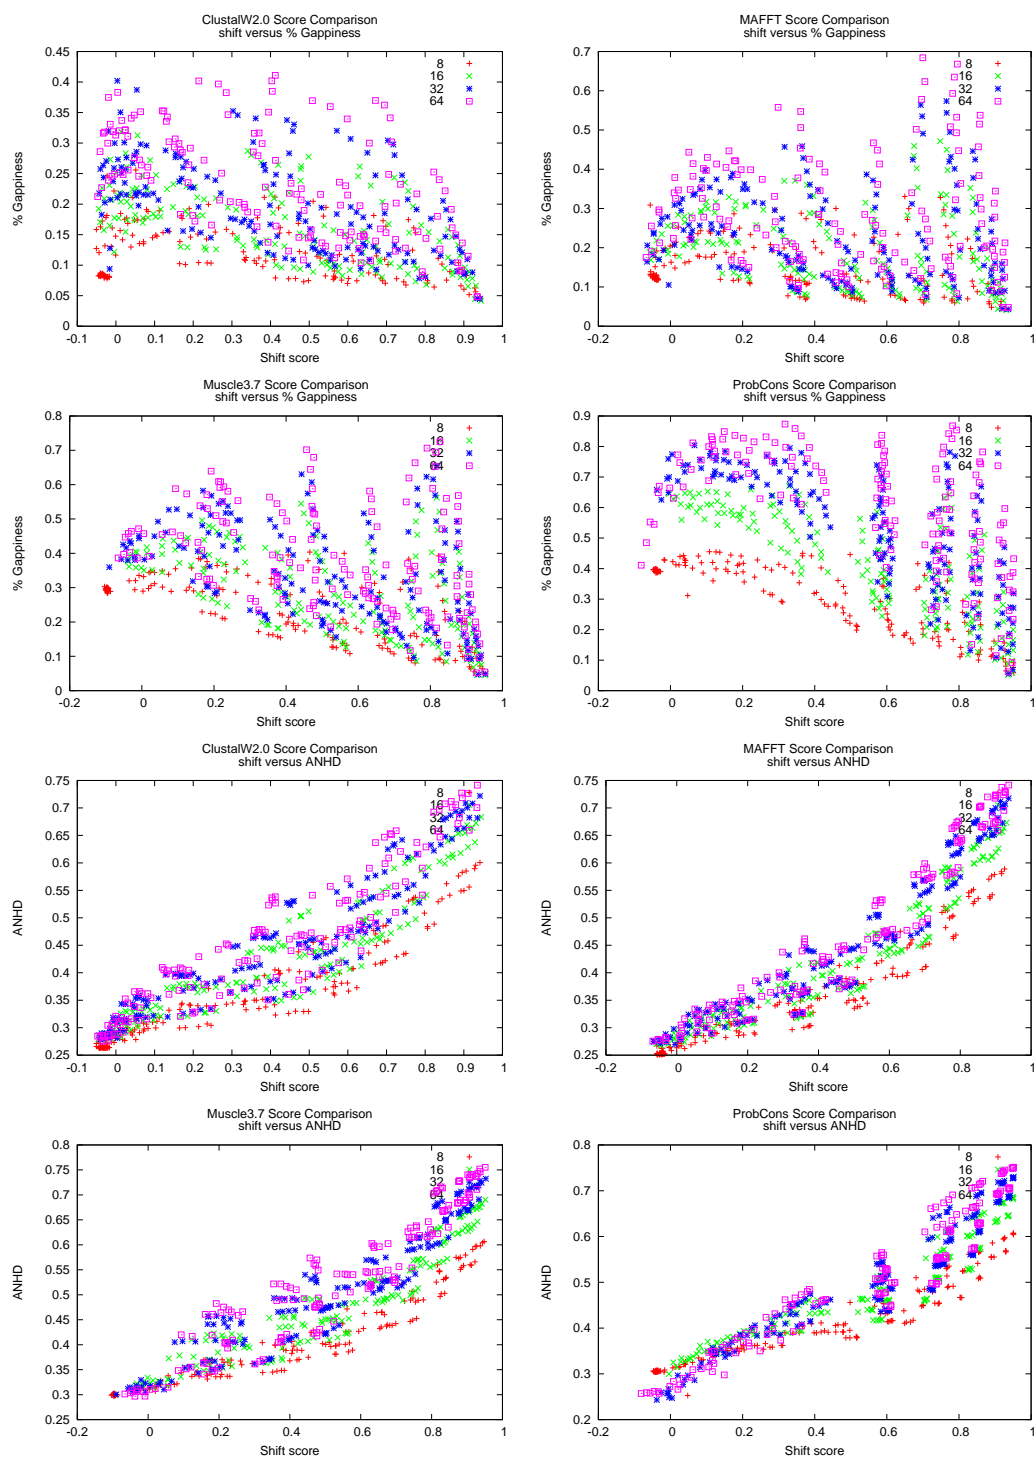 ClustalW2.0 Score Comparison
shift versus % Gappiness
0.45
0.4
0.35
0.3
0.25
0.2
0.15
0.1
0.05
0
-0.1 0 0.1 0.2 0.3 0.4 0.5 0.6 0.7 0.8 0.9 1
% Gappiness
Shift score
8
16
32
64
MAFFT Score Comparison
shift versus % Gappiness
0.7
0.6
0.5
0.4
0.3
0.2
0.1
0
-0.2 0 0.2 0.4 0.6 0.8 1
% Gappiness
Shift score
8
16
32
64
Muscle3.7 Score Comparison
shift versus % Gappiness
0.8
0.7
0.6
0.5
0.4
0.3
0.2
0.1
0
-0.2 0 0.2 0.4 0.6 0.8 1
% Gappiness
Shift score
8
16
32
64
ProbCons Score Comparison
shift versus % Gappiness
0.9
0.8
0.7
0.6
0.5
0.4
0.3
0.2
0.1
0
-0.2 0 0.2 0.4 0.6 0.8 1
% Gappiness
Shift score
8
16
32
64
ClustalW2.0 Score Comparison
shift versus ANHD
0.75
0.7
0.65
0.6
0.55
0.5
0.45
0.4
0.35
0.3
0.25
-0.1 0 0.1 0.2 0.3 0.4 0.5 0.6 0.7 0.8 0.9 1
ANHD
Shift score
8
16
32
64
MAFFT Score Comparison
shift versus ANHD
0.75
0.7
0.65
0.6
0.55
0.5
0.45
0.4
0.35
0.3
0.25
-0.2 0 0.2 0.4 0.6 0.8 1
ANHD
Shift score
8
16
32
64
Muscle3.7 Score Comparison
shift versus ANHD
0.8
0.75
0.7
0.65
0.6
0.55
0.5
0.45
0.4
0.35
0.3
0.25
-0.2 0 0.2 0.4 0.6 0.8 1
ANHD
Shift score
8
16
32
64
ProbCons Score Comparison
shift versus ANHD
0.8
0.7
0.6
0.5
0.4
0.3
0.2
-0.2 0 0.2 0.4 0.6 0.8 1
ANHD
Shift score
8
16
32
64